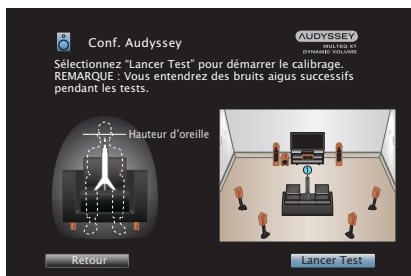 Conf. Audyssey
AUDYSSEY
MULTEQ XT
DYNAMIC VOLUME
Sélectionnez “Lancer Test” pour démarrer le calibrage.
REMARQUE : Vous entendrez des bruits aigus successifs
pendant les tests.
Hauteur d’oreille
1
Retour
Lancer Test